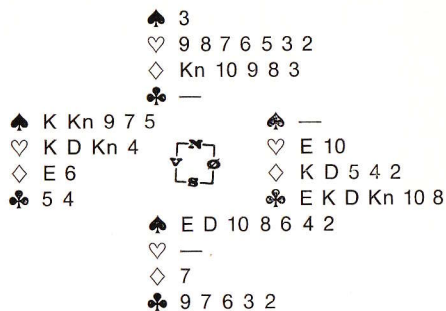 ♠ 3
♡ 9 8 7 6 5 3 2
◇ Kn 10 9 8 3
♣ —
♠ K Kn 9 7 5
♡ K D Kn 4
◇ E 6
♣ 5 4
N
V Ø
S
♠ —
♡ E 10
◇ K D 5 4 2
♣ E K D Kn 10 8
♠ E D 10 8 6 4 2
♡ —
◇ 7
♣ 9 7 6 3 2